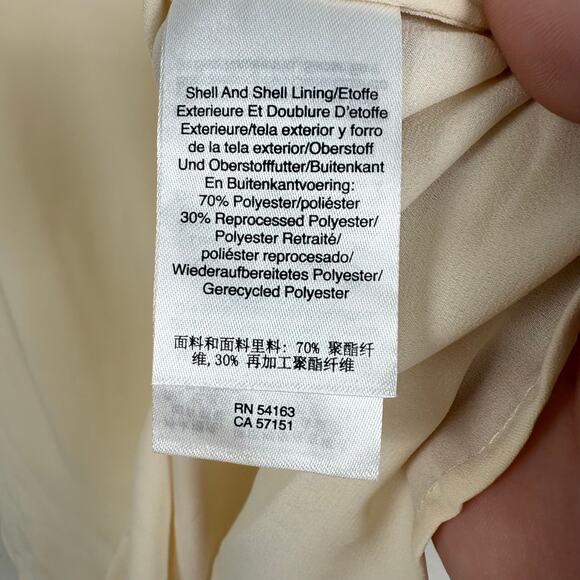 Shell And Shell Lining/Etoffe
Exterieure Et Doublure D'etoffe
Exterieure/tela exterior y forro
de la tela exterior/Oberstoff
Und Oberstofffutter/Buitenkant
En Buitenkantvoering:
70% Polyester/poliéster
30% Reprocessed Polyester/
Polyester Retraité/
poliéster reprocesado/
Wiederaufbereitetes Polyester/
Gerecycled Polyester
面料和面料里料: 70% 聚酯纤
维, 30% 再加工聚酯纤维
RN 54163
CA 57151